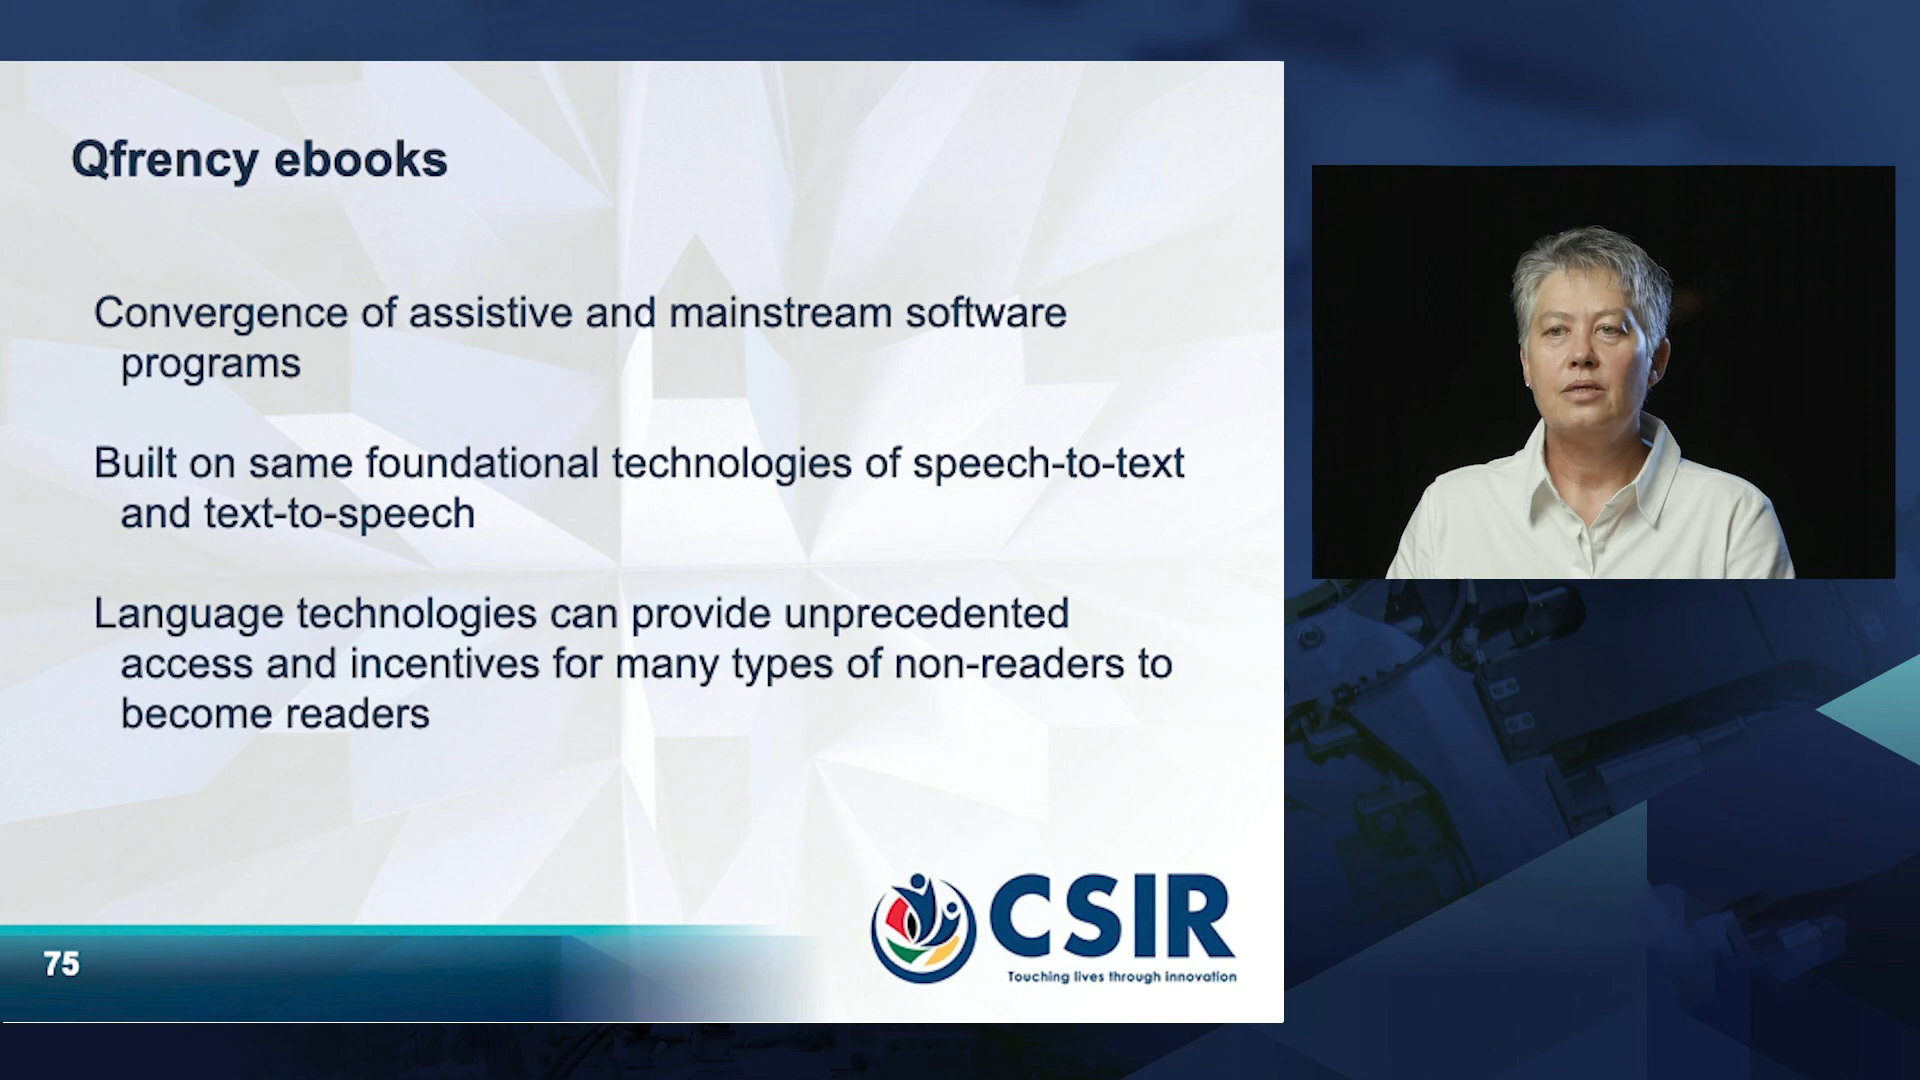 Qfrency ebooks
Convergence of assistive and mainstream software
programs
Built on same foundational technologies of speech-to-text
and text-to-speech
Language technologies can provide unprecedented
access and incentives for many types of non-readers to
become readers
CSIR
Touching lives through innovation
75